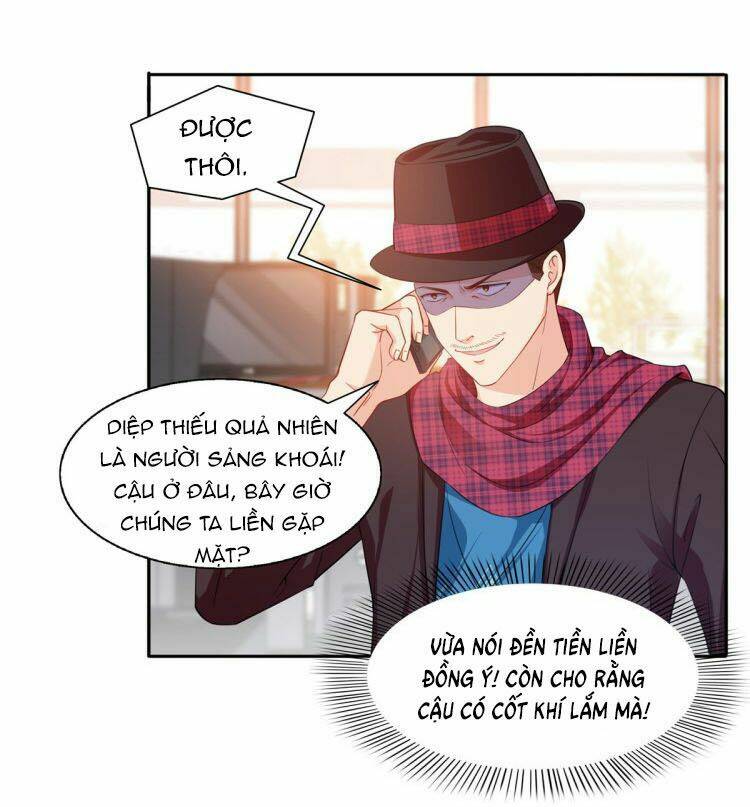 ĐƯỢC
THÔI.
DIỆP THIẾU QUẢ NHIÊN
LÀ NGƯỜI SẢNG KHOÁI!
CẬU Ở ĐÂU, BÂY GIỜ
CHÚNG TA LIỀN GẶP
MẶT?
VỪA NÓI ĐỀN TIỀN LIỀN
ĐỒNG Ý! CÒN CHO RẰNG
CẬU CÓ CỐT KHÍ LẮM MÀ!